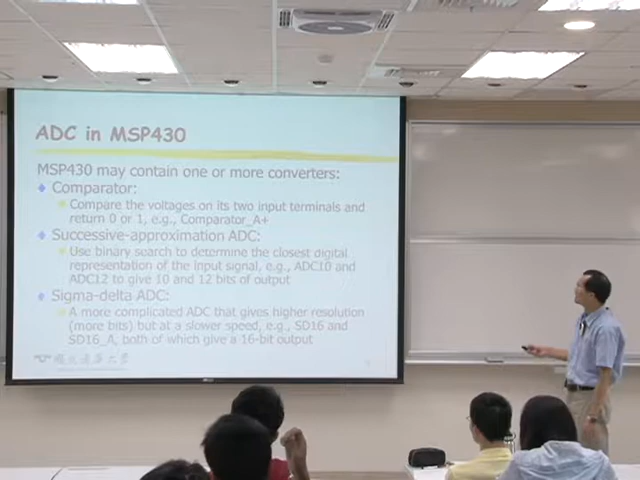 ADC in MSP430
MSP430 may contain one or more converters:
Comparator:
Compare the voltages on its two input terminals and
return 0 or 1, e.g., Comparator_A+
Successive-approximation ADC:
Use binary search to determine the closest digital
representation of the input signal, e.g., ADC10 and
ADC12 to give 10 and 12 bits of output
Sigma-delta ADC:
A more complicated ADC that gives higher resolution
(more bits) but at a slower speed, e.g., SD16 and
SD16_A, both of which give a 16-bit output